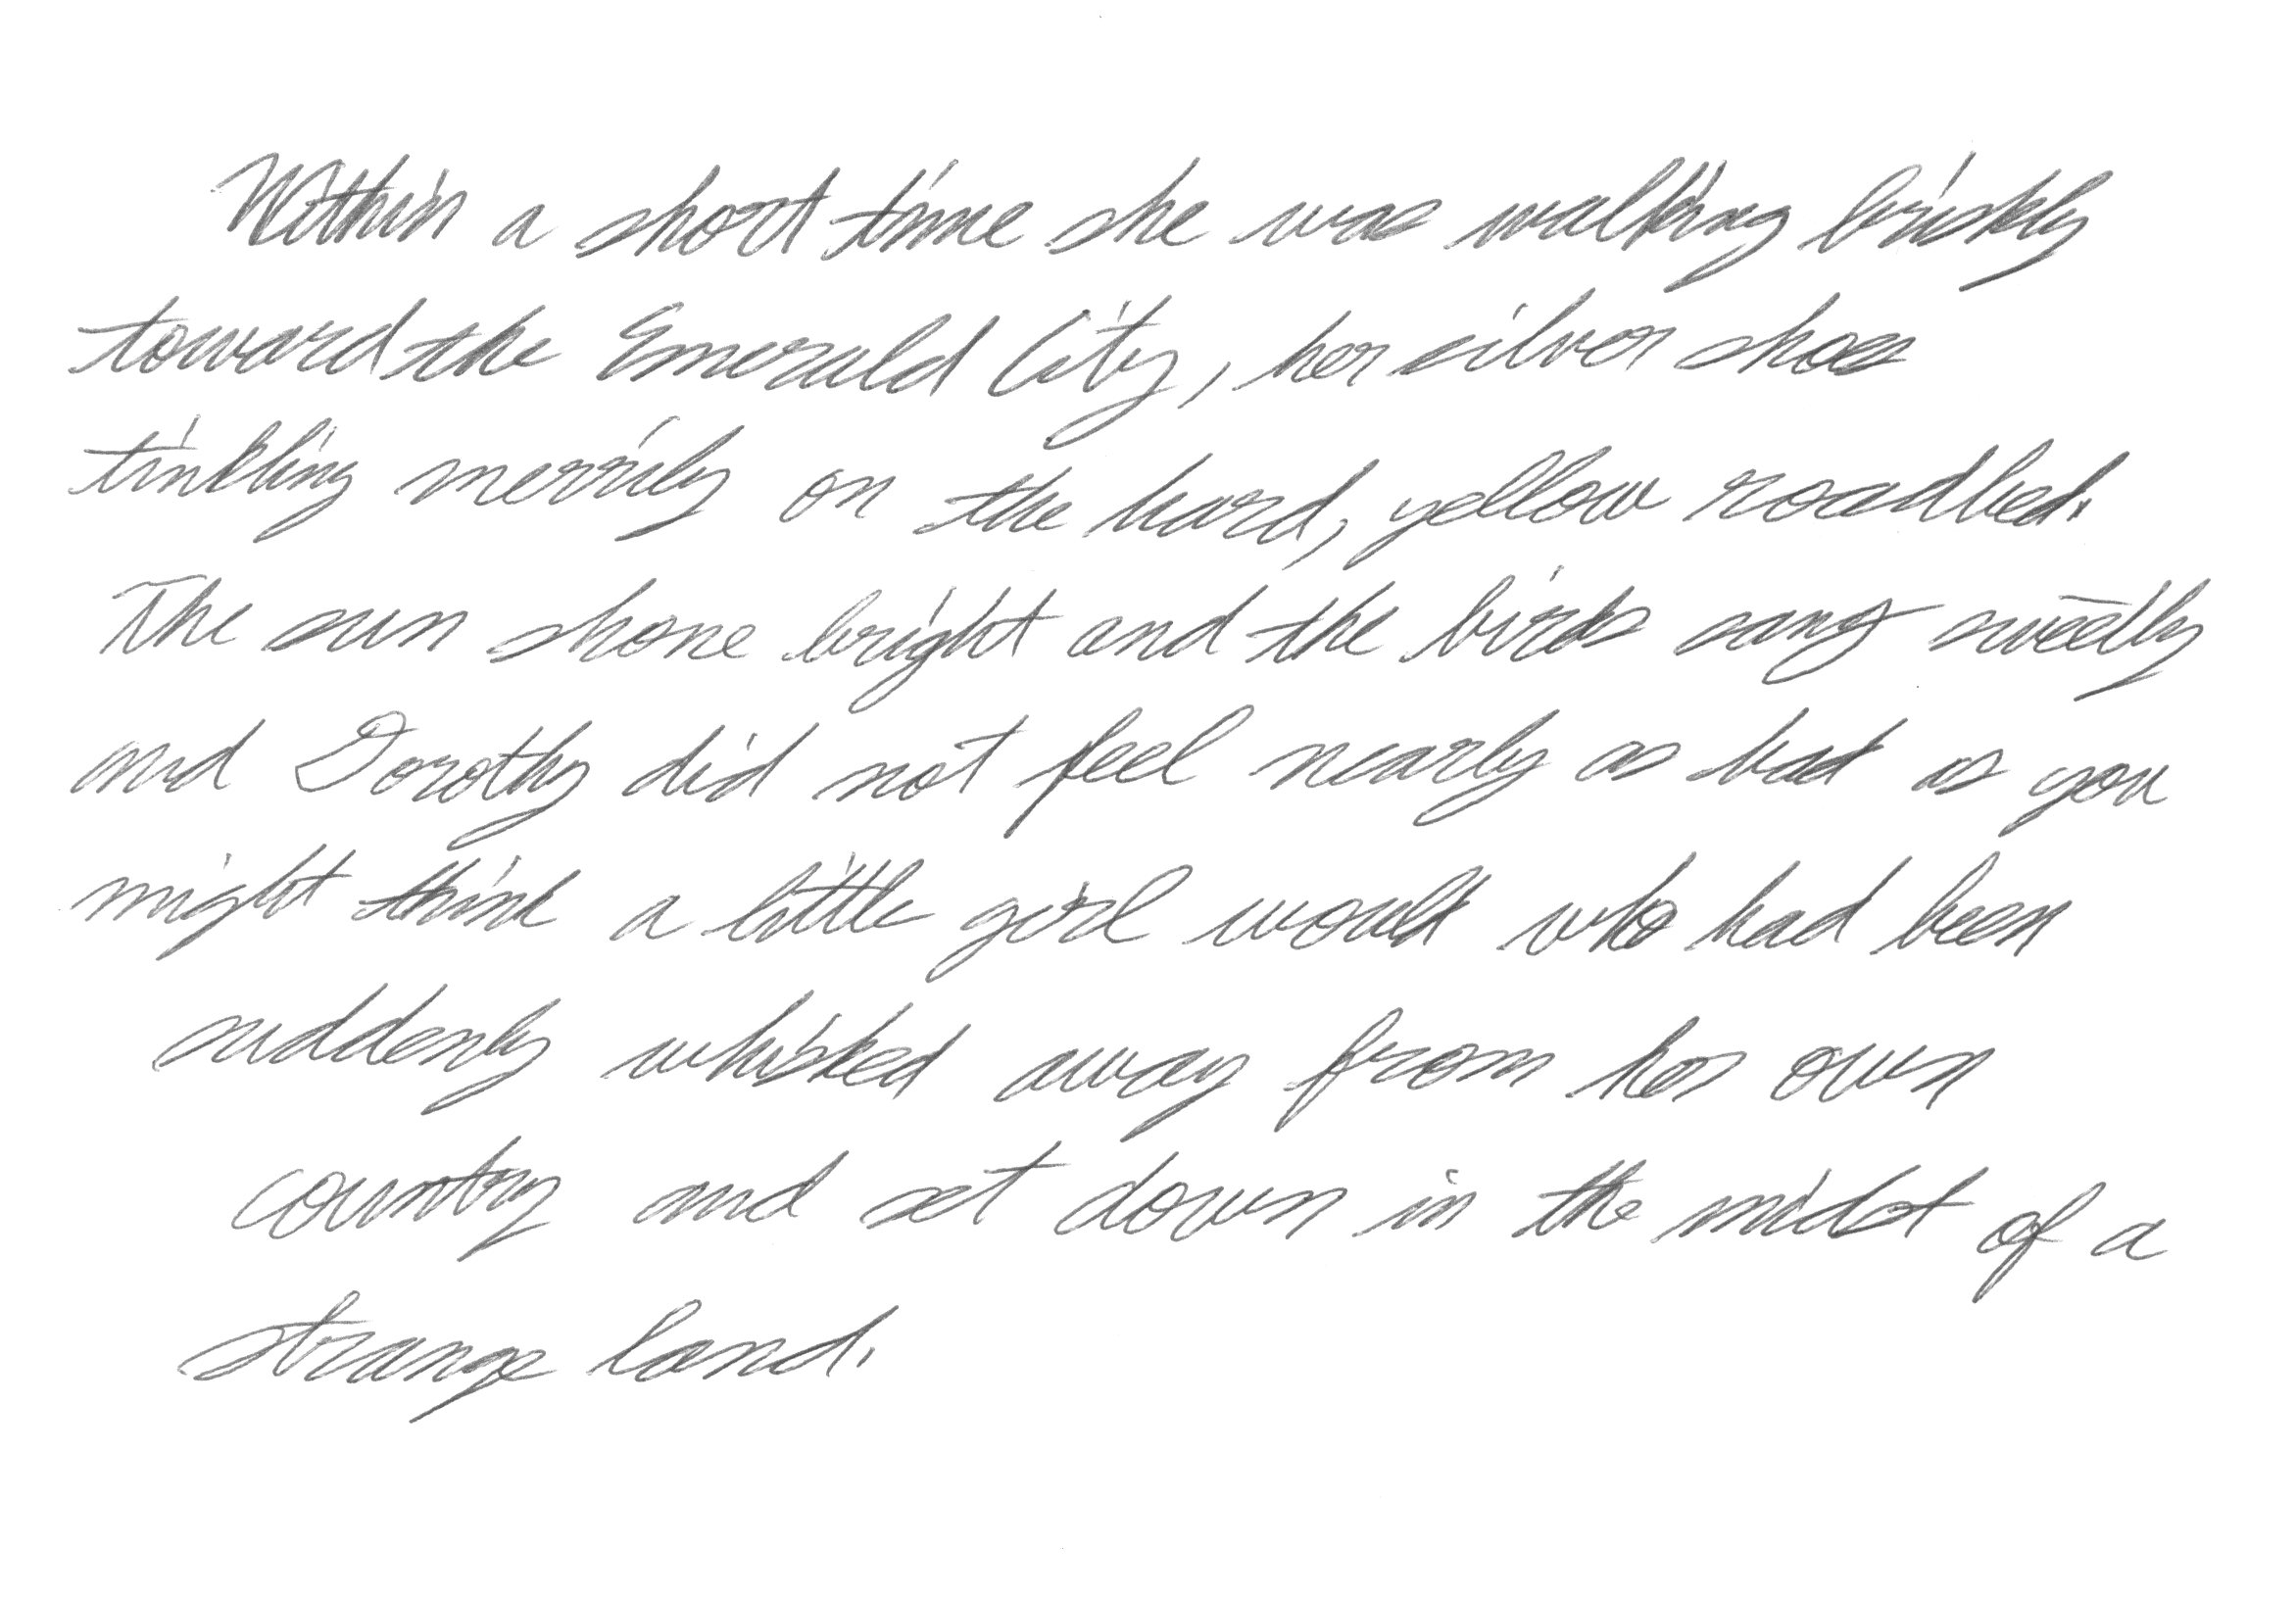 Within a short time she was walking briskly
toward the Emerald City, her silver shoes
tinkling merrily on the hard, yellow roadbed.
The sun shone bright and the birds sang sweetly
and Dorothy did not feel nearly as bad as you
might think a little girl would who had been
suddenly whisked away from her own
country and set down in the midst of a
strange land.